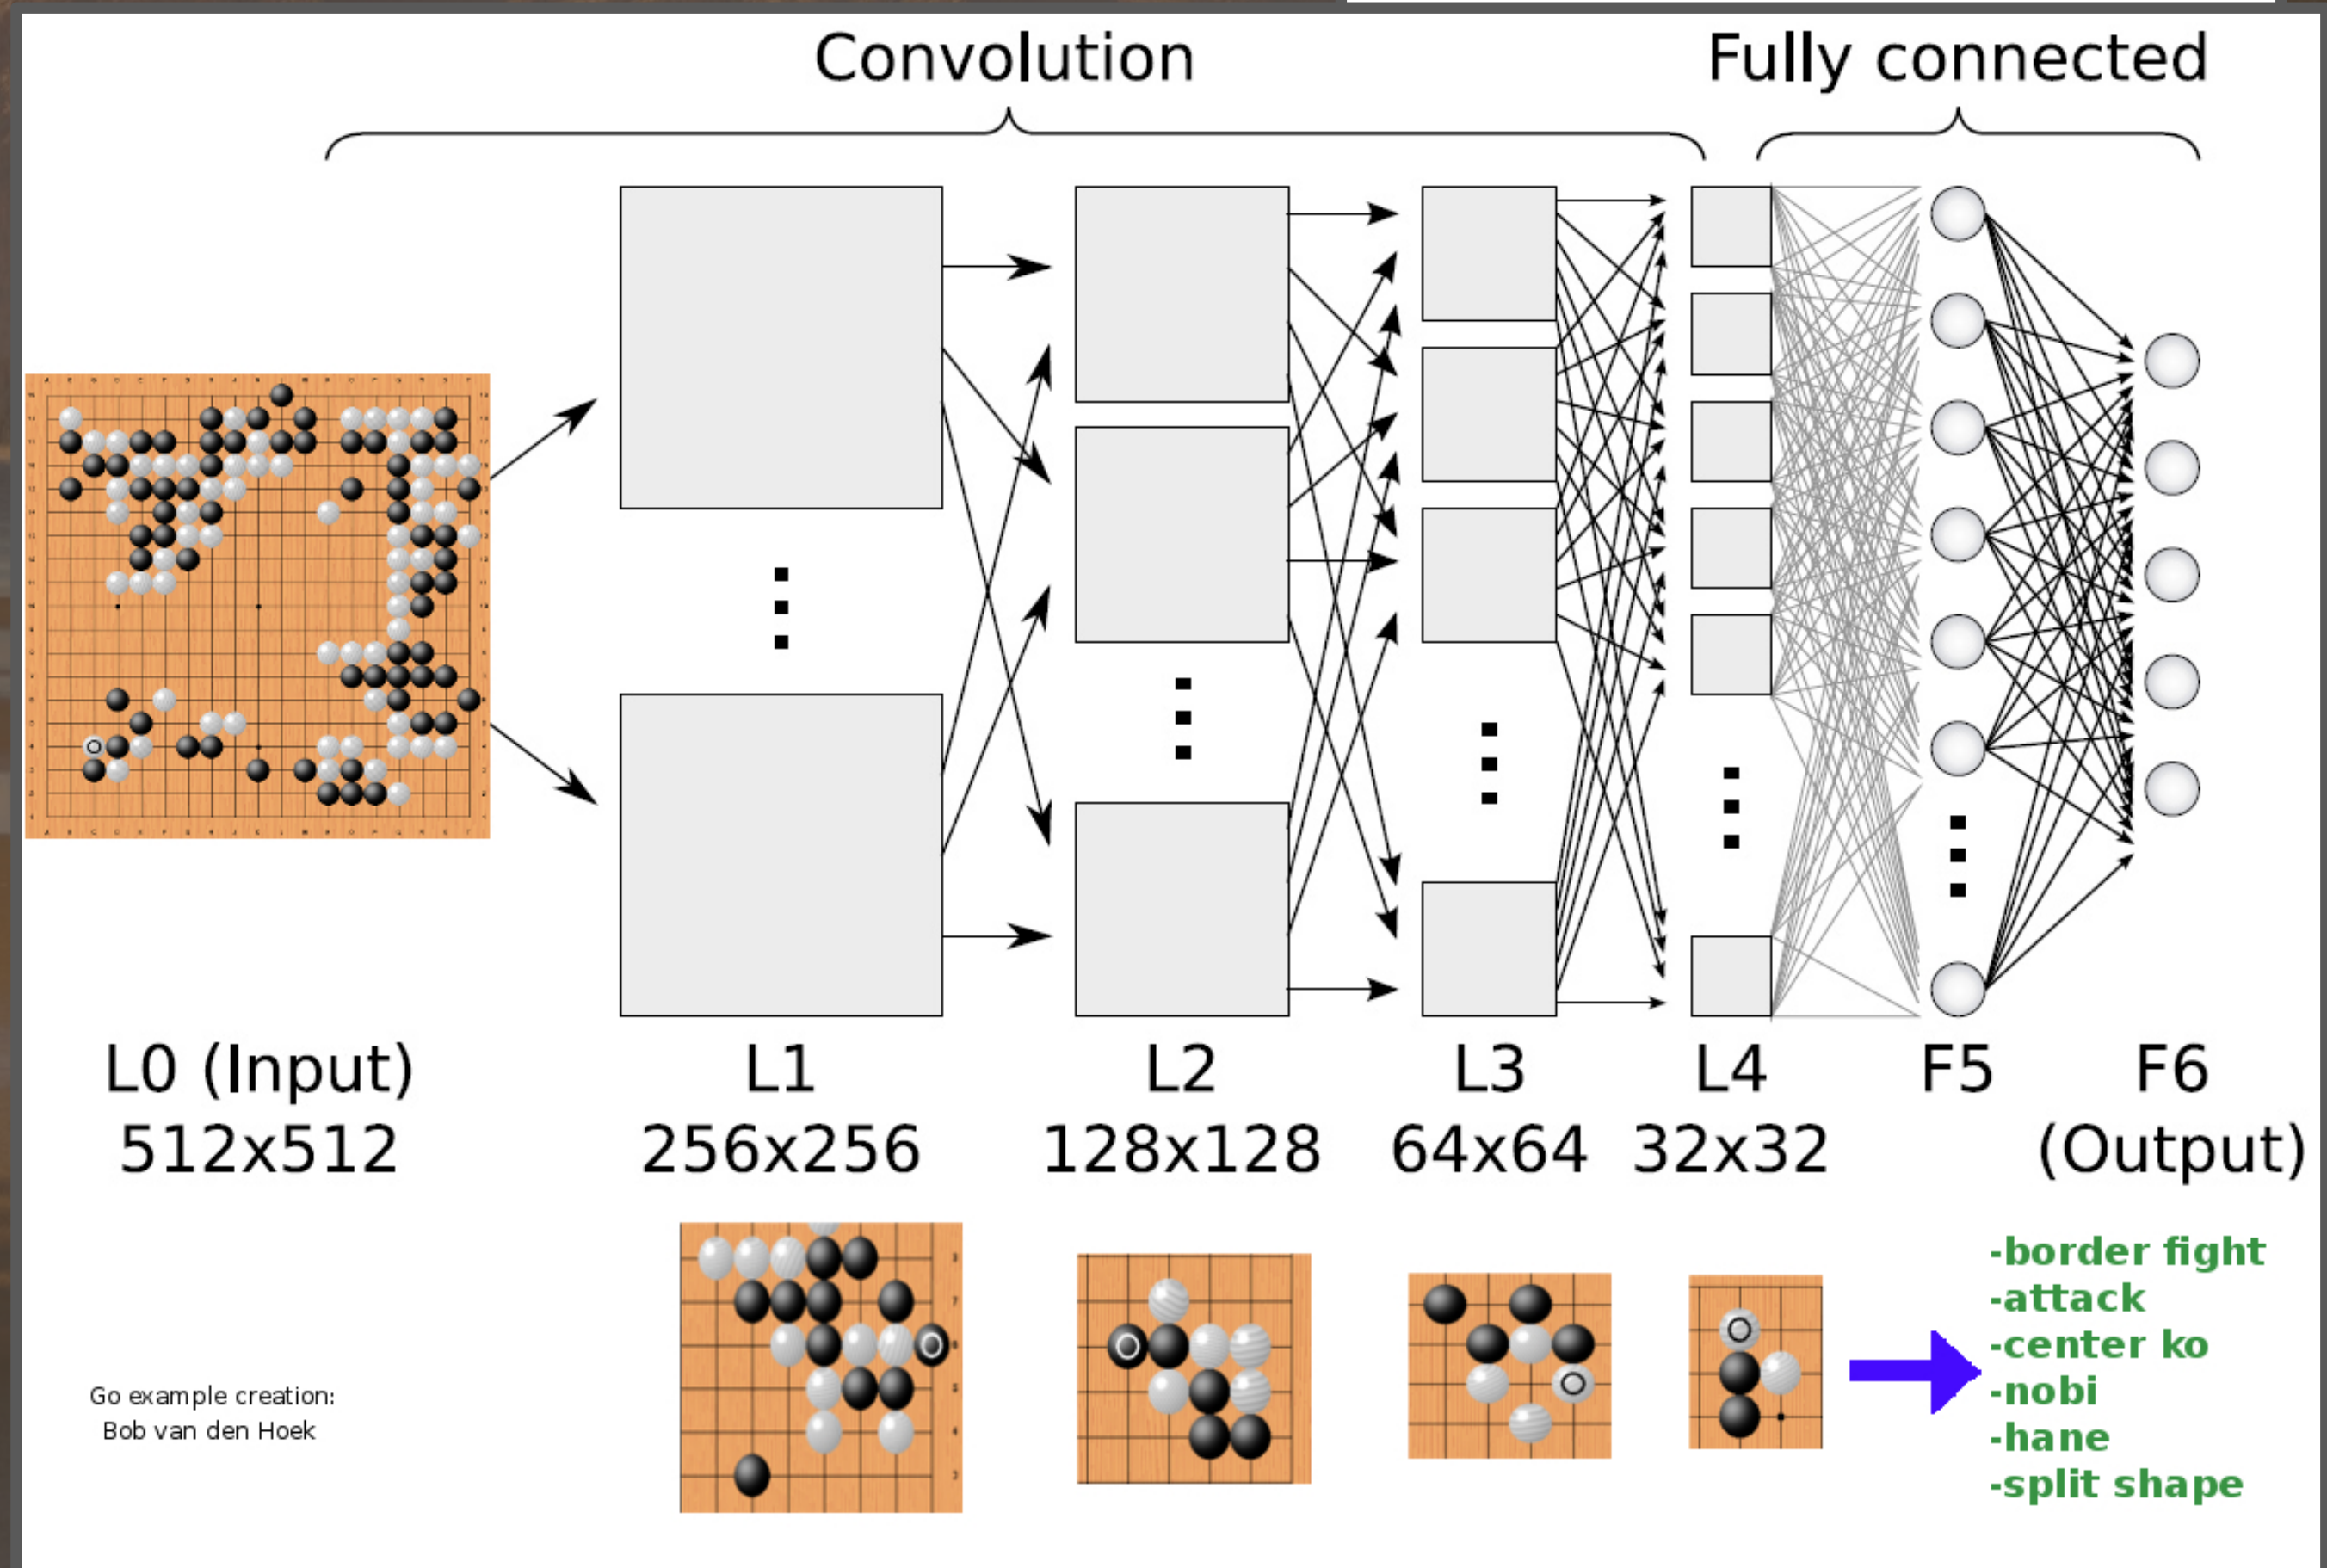 Convolution
Fully connected
L0 (Input)
512x512
L1
256x256
L2
128x128
L3
64x64
L4
32x32
F5
F6
(Output)
Go example creation:
Bob van den Hoek
-border fight
-attack
-center ko
-nobi
-hane
-split shape